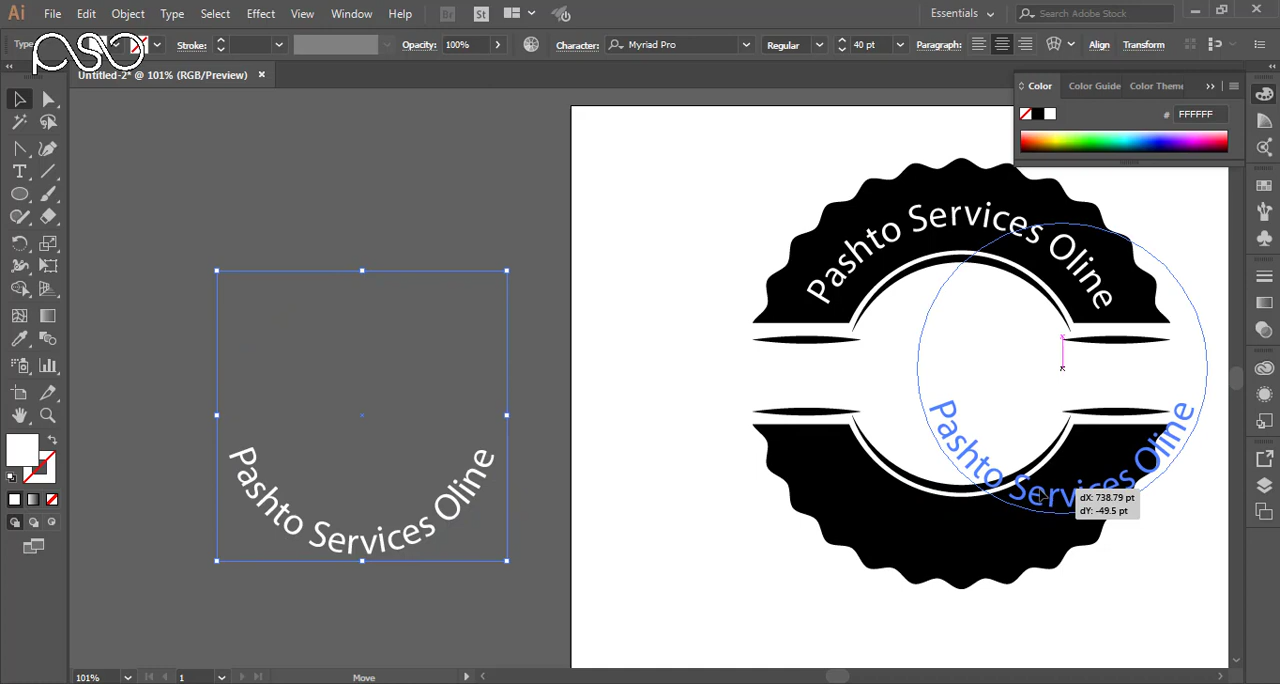 Ai File Edit Object Type Select Effect View Window Help Br St Essentials Search Adobe Stock
PSO Stroke: Opacity: 100% Character: Myriad Pro Regular 40 pt Paragraph: Align Transform
Untitled-2* @ 101% (RGB/Preview) ×
Color Color Guide Color Theme
# FFFFFF
Pashto Services Oline
Pashto Services Oline
Pashto Services Oline
dX: 738.79 pt
dY: -49.5 pt
101% 1 Move